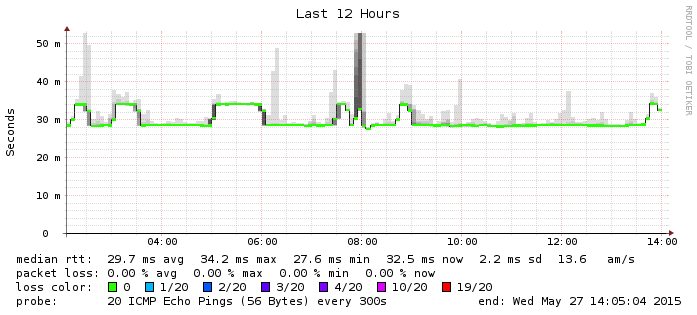 Last 12 Hours
RRDTOOL / TOBI OETIKER
Seconds
50 m
40 m
30 m
20 m
10 m
0
04:00 06:00 08:00 10:00 12:00 14:00
median rtt: 29.7 ms avg 34.2 ms max 27.6 ms min 32.5 ms now 2.2 ms sd 13.6 am/s
packet loss: 0.00 % avg 0.00 % max 0.00 % min 0.00 % now
loss color: 0 1/20 2/20 3/20 4/20 10/20 19/20
probe: 20 ICMP Echo Pings (56 Bytes) every 300s end: Wed May 27 14:05:04 2015